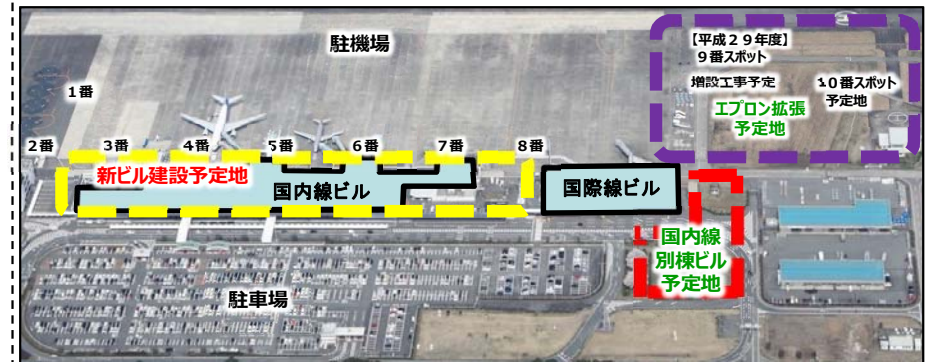 駐機場
【平成29年度】
9番スポット
増設工事予定
10番スポット
予定地
エプロン拡張
予定地
1番
2番
3番
4番
5番
6番
7番
8番
新ビル建設予定地
国内線ビル
国際線ビル
国内線
別棟ビル
予定地
駐車場